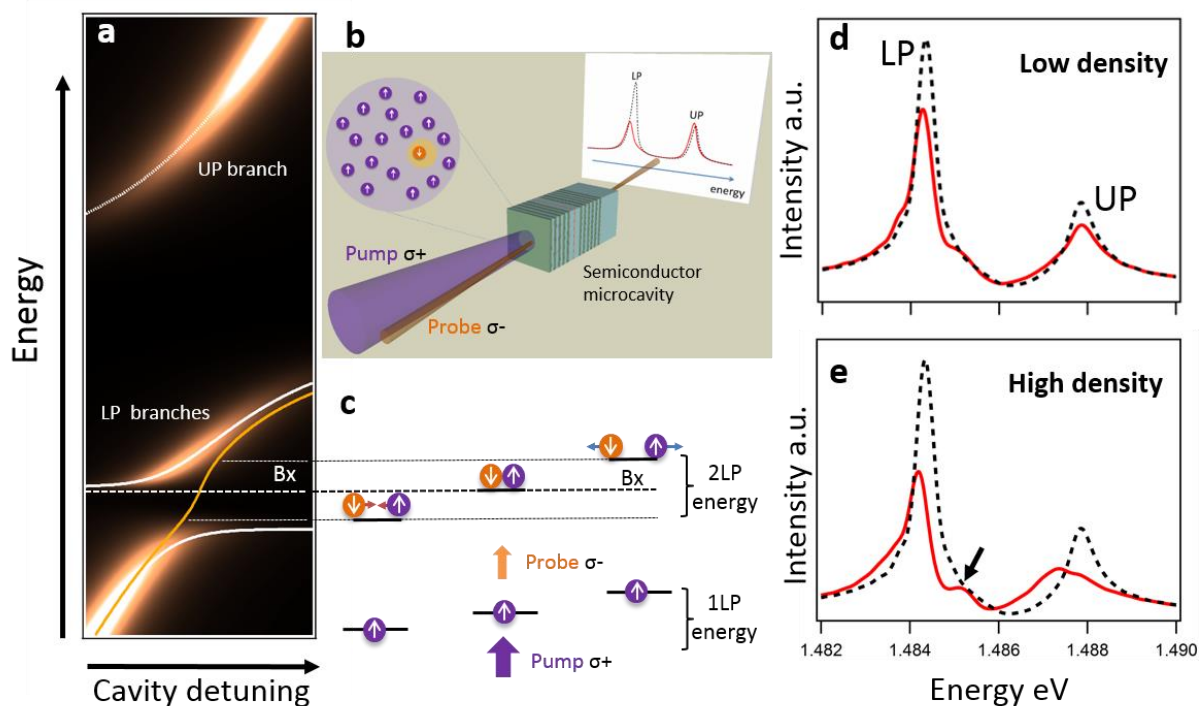 a
UP branch
LP branches
Bx
Energy
Cavity detuning
b
LP
UP
energy
Pump σ+
Probe σ-
Semiconductor
microcavity
c
Bx
2LP
energy
Probe σ-
1LP
energy
Pump σ+
d
LP
Low density
UP
Intensity a.u.
e
High density
Intensity a.u.
1.482
1.484
1.486
1.488
1.490
Energy eV